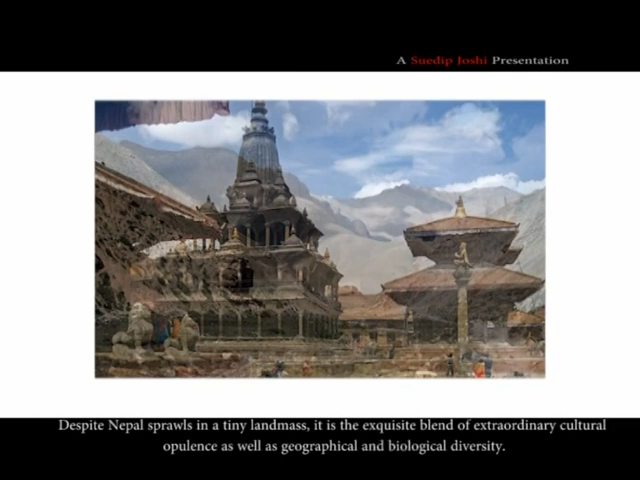 A Suedip Joshi Presentation
Despite Nepal sprawls in a tiny landmass, it is the exquisite blend of extraordinary cultural
opulence as well as geographical and biological diversity.